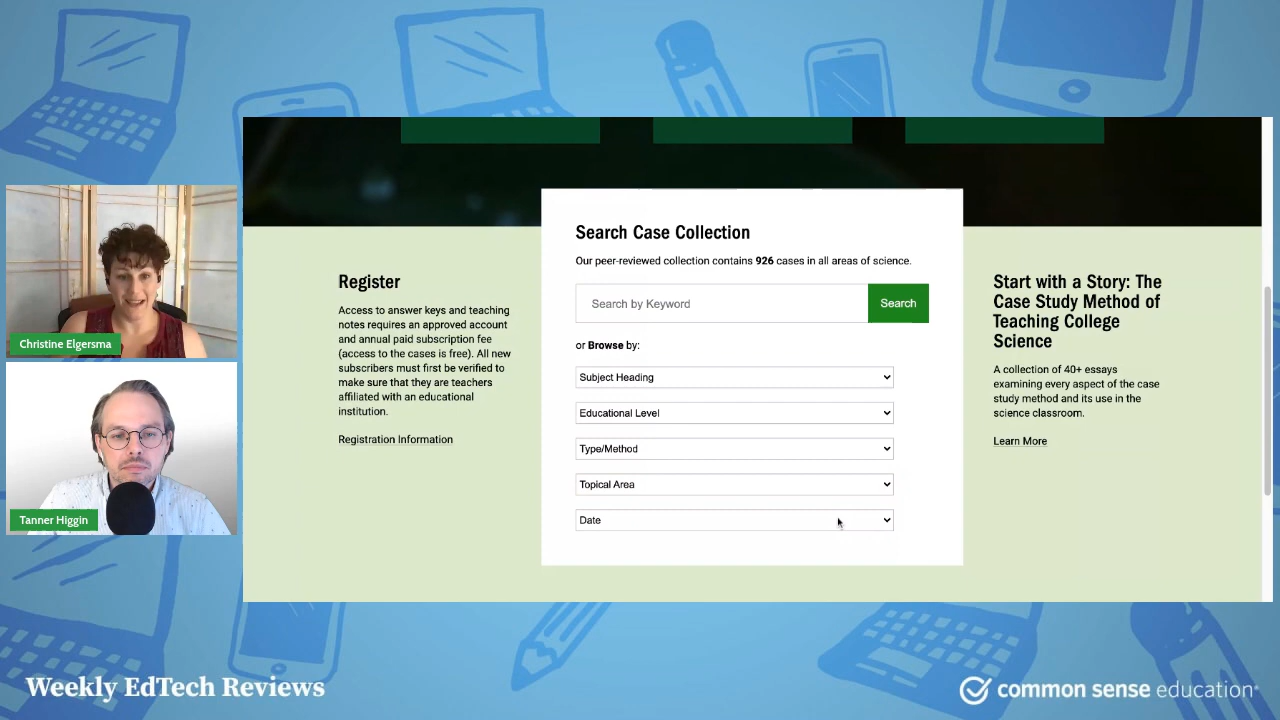 Christine Elgersma
Tanner Higgin
Register
Access to answer keys and teaching
notes requires an approved account
and annual paid subscription fee
(access to the cases is free). All new
subscribers must first be verified to
make sure that they are teachers
affiliated with an educational
institution.
Registration Information
Search Case Collection
Our peer-reviewed collection contains 926 cases in all areas of science.
Search by Keyword
Search
or Browse by:
Subject Heading
Educational Level
Type/Method
Topical Area
Date
Start with a Story: The
Case Study Method of
Teaching College
Science
A collection of 40+ essays
examining every aspect of the case
study method and its use in the
science classroom.
Learn More
Weekly EdTech Reviews
common sense education®